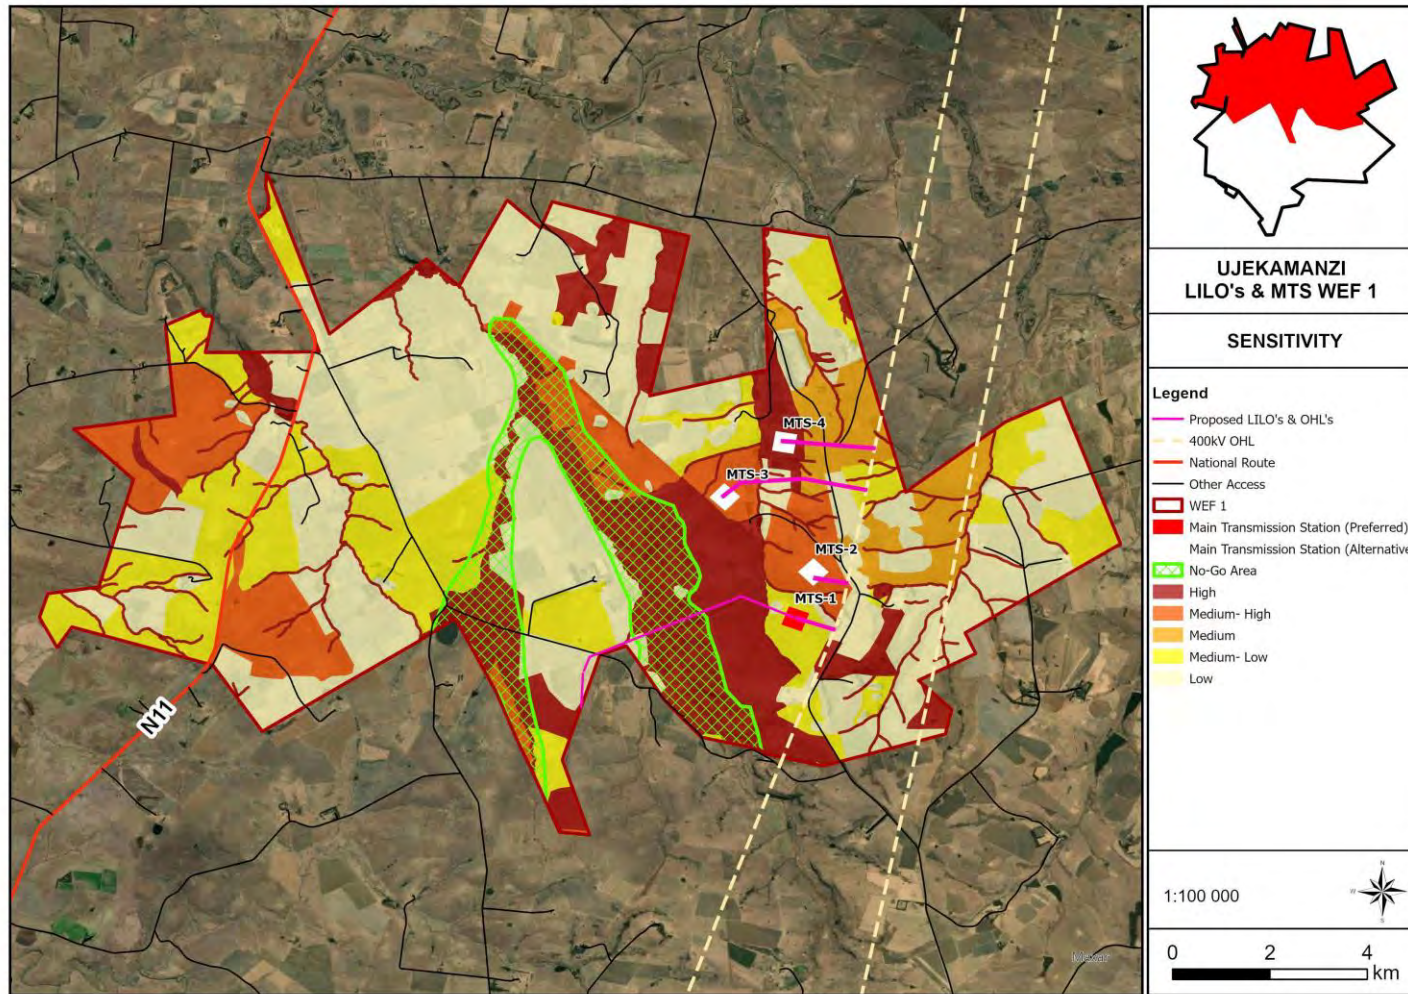 MTS-4
MTS-3
MTS-2
MTS-1
N11
UJEKAMANZI
LILO's & MTS WEF 1
SENSITIVITY
Legend
Proposed LILO's & OHL's
400kV OHL
National Route
Other Access
WEF 1
Main Transmission Station (Preferred)
Main Transmission Station (Alternative
No-Go Area
High
Medium- High
Medium
Medium- Low
Low
1:100 000
N
W
S
0 2 4
km